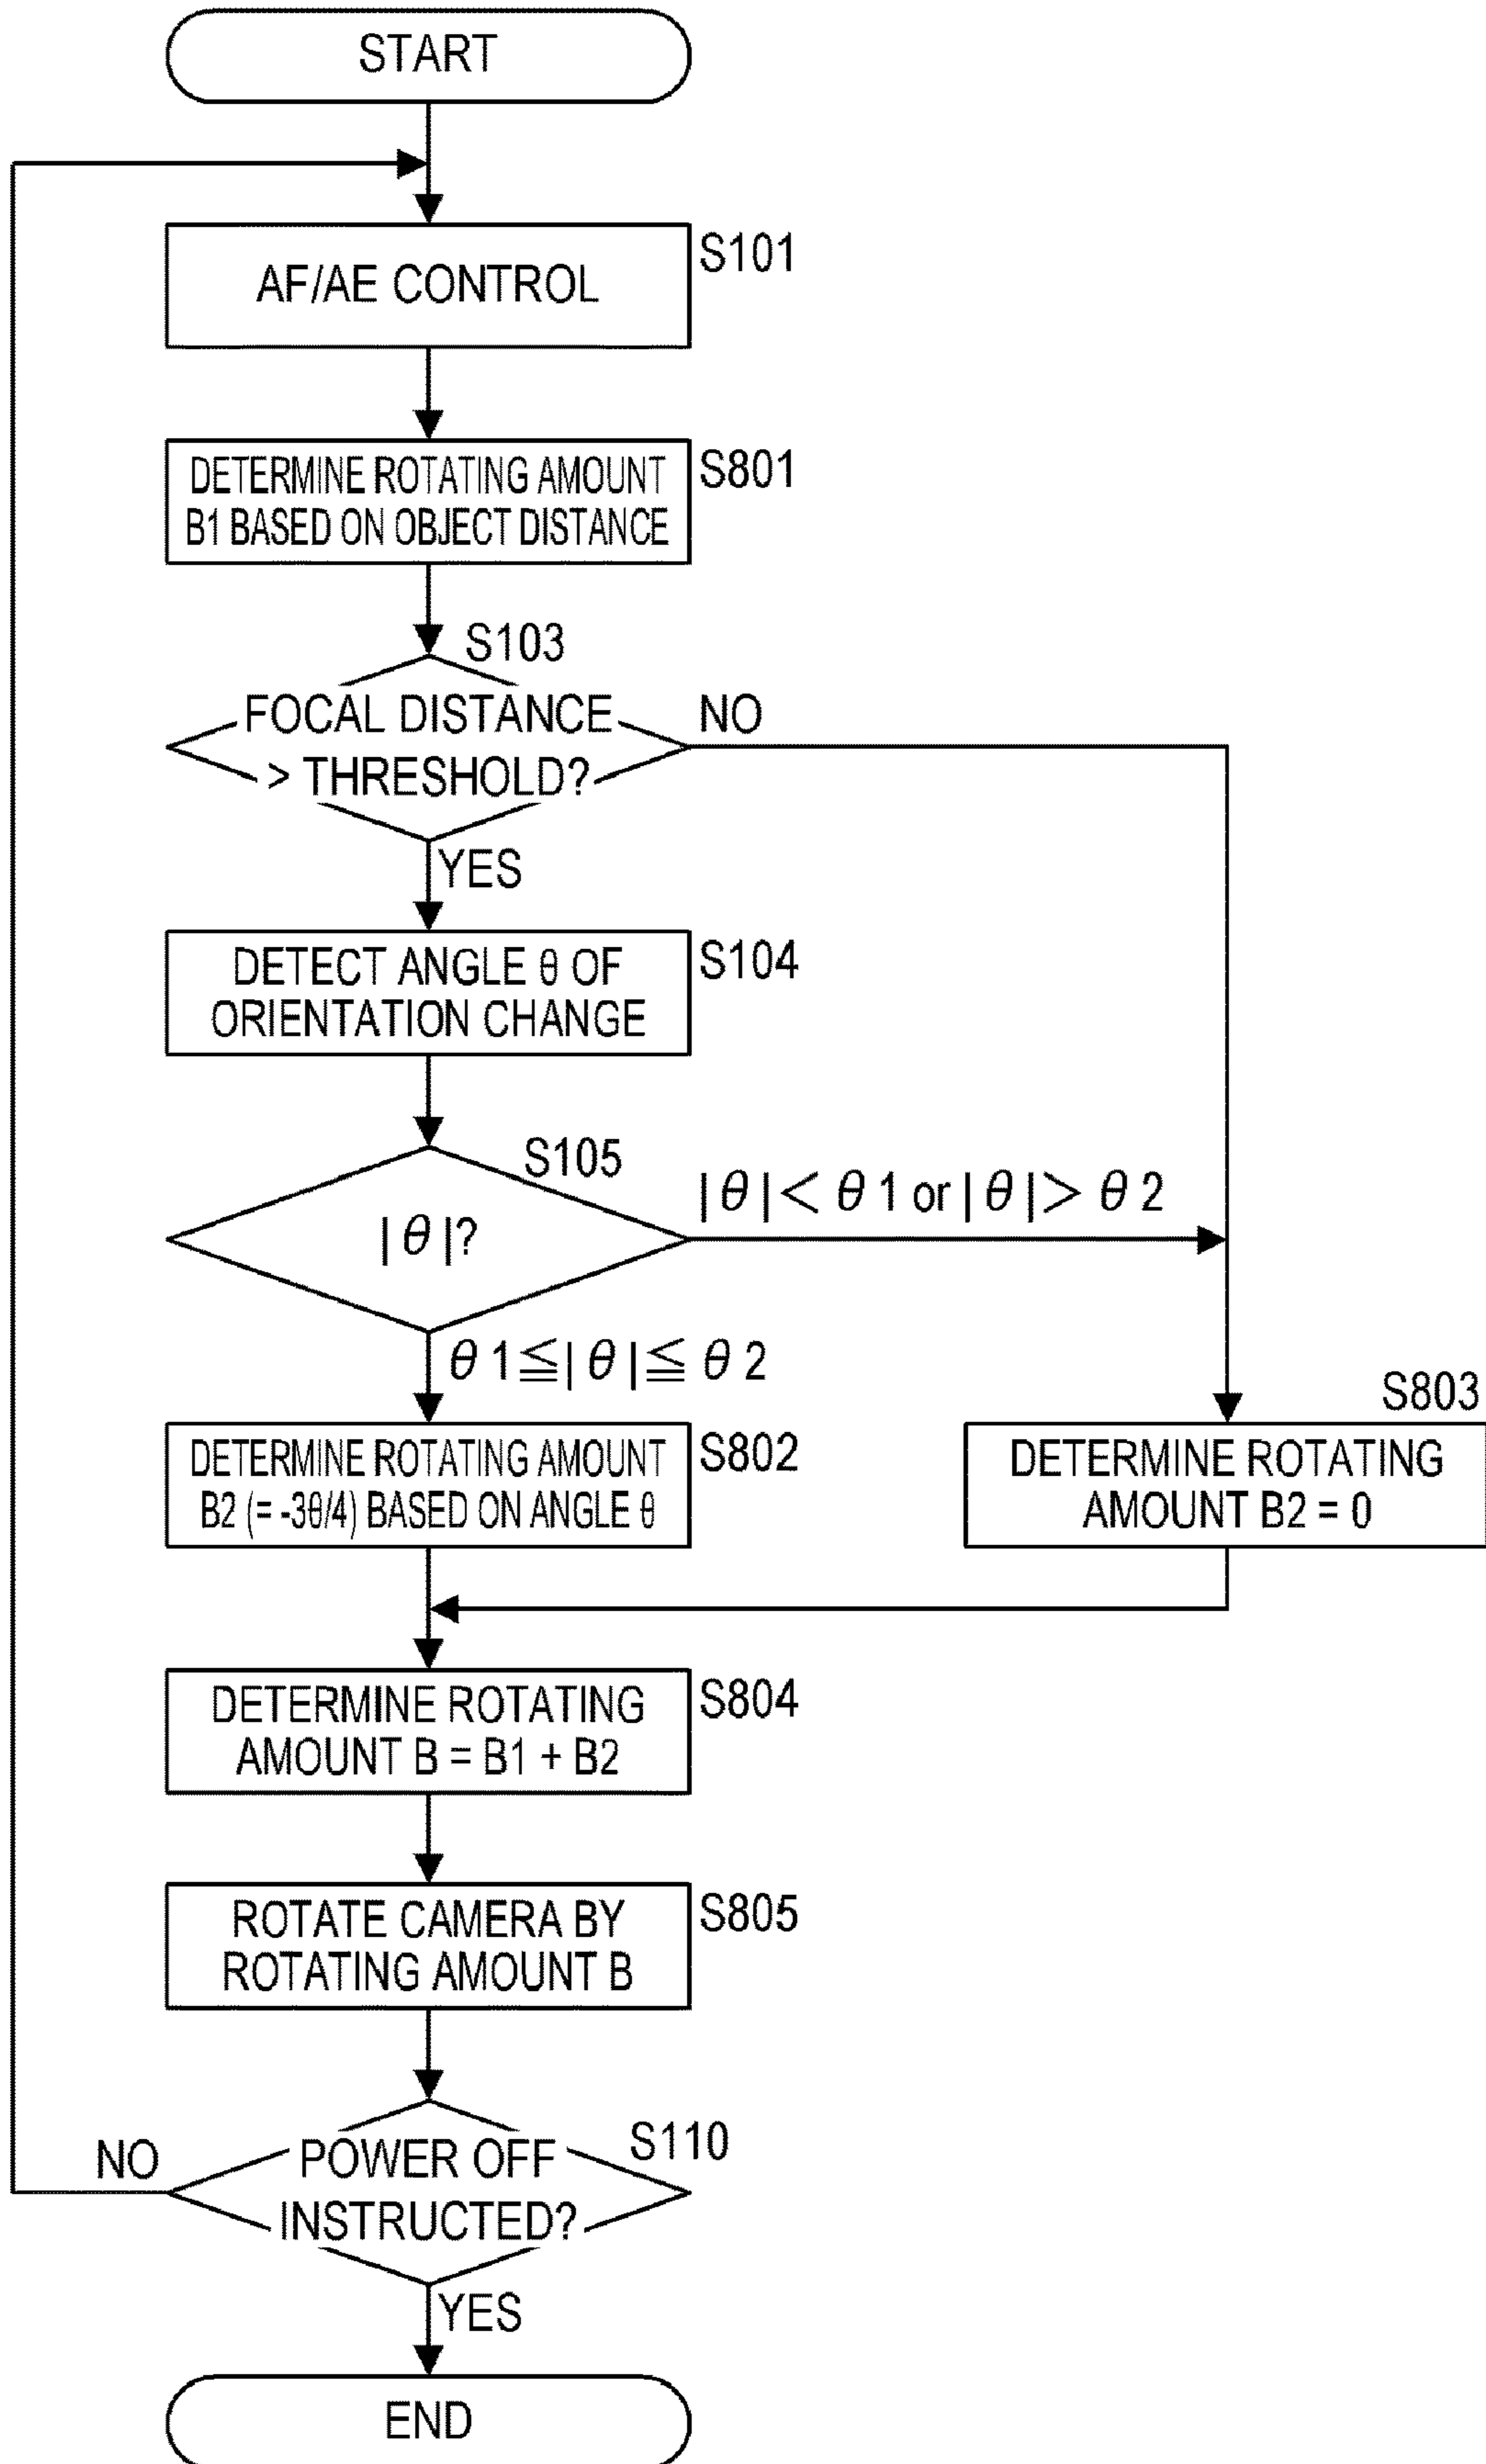 START
AF/AE CONTROL
S101
DETERMINE ROTATING AMOUNT
B1 BASED ON OBJECT DISTANCE
S801
S103
FOCAL DISTANCE
> THRESHOLD?
NO
YES
DETECT ANGLE θ OF
ORIENTATION CHANGE
S104
S105
|θ|?
|θ|< θ1 or |θ|> θ2
θ1≦|θ|≦ θ2
DETERMINE ROTATING AMOUNT
B2 (= -3θ/4) BASED ON ANGLE θ
S802
S803
DETERMINE ROTATING
AMOUNT B2 = 0
DETERMINE ROTATING
AMOUNT B = B1 + B2
S804
ROTATE CAMERA BY
ROTATING AMOUNT B
S805
S110
POWER OFF
INSTRUCTED?
NO
YES
END